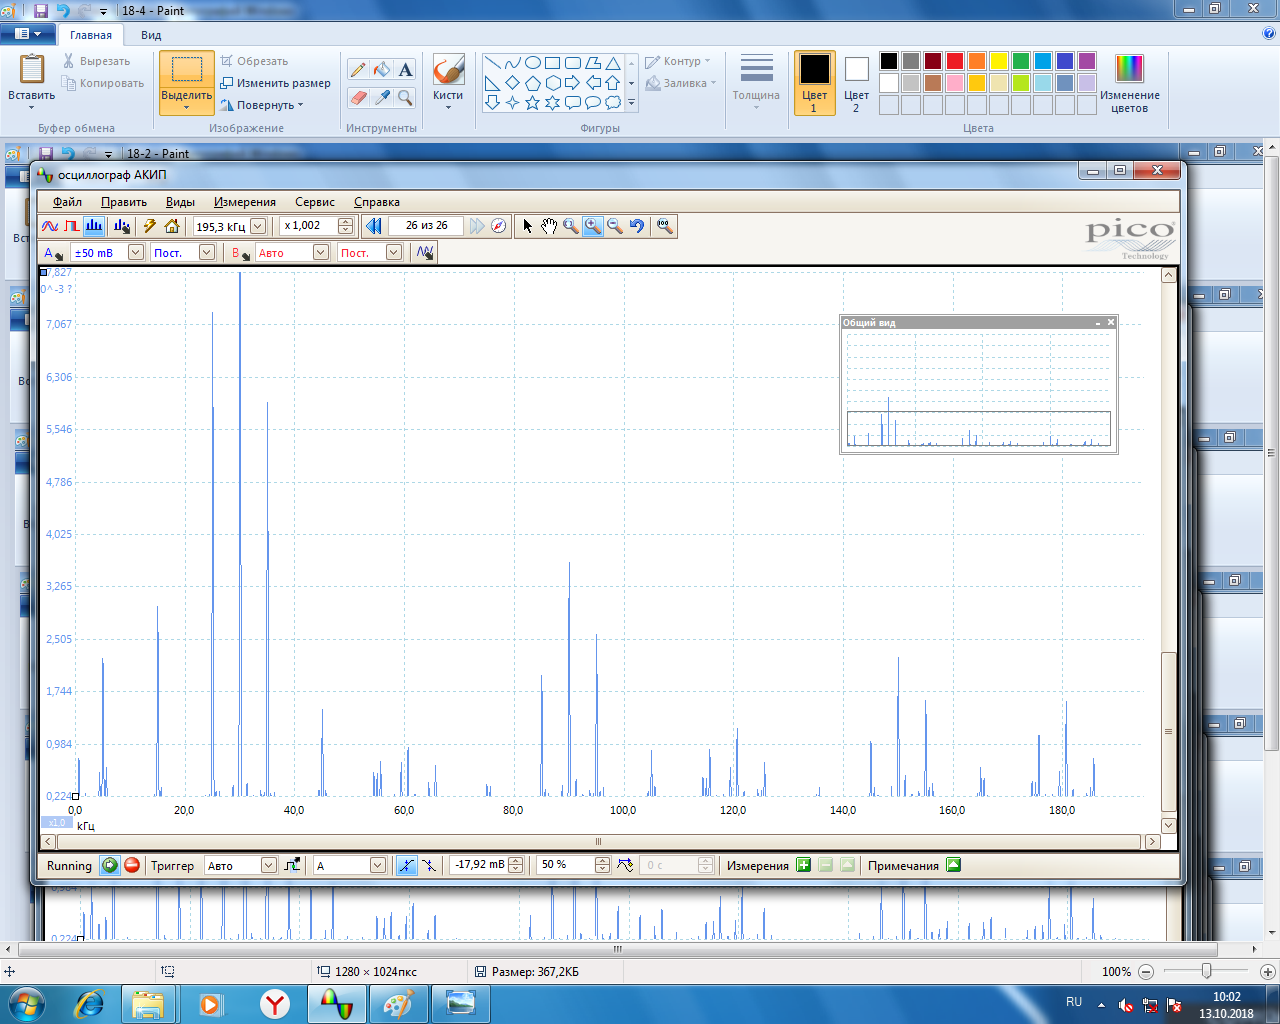 18-4 - Paint
Главная Вид
Вставить
Вырезать
Копировать
Буфер обмена
Выделить
Обрезать
Изменить размер
Повернуть
Изображение
Инструменты
Кисти
Контур
Заливка
Фигуры
Толщина
Цвет 1
Цвет 2
Изменение цветов
Цвета
18-2 - Paint
осциллограф АКИП
Файл Править Виды Измерения Сервис Справка
195,3 кГц x 1,002 26 из 26
pico
Technology
A ±50 mВ Пост. B Авто Пост.
7,827
0^-3 ?
7,067
6,306
5,546
4,786
4,025
3,265
2,505
1,744
0,984
0,224
Общий вид
0,0 20,0 40,0 60,0 80,0 100,0 120,0 140,0 160,0 180,0
x1,0 kГц
Running Триггер Авто A -17,92 mВ 50 % 0 с Измерения Примечания
0,984
0,224
1280 × 1024пкс Размер: 367,2КБ 100%
RU 10:02
13.10.2018